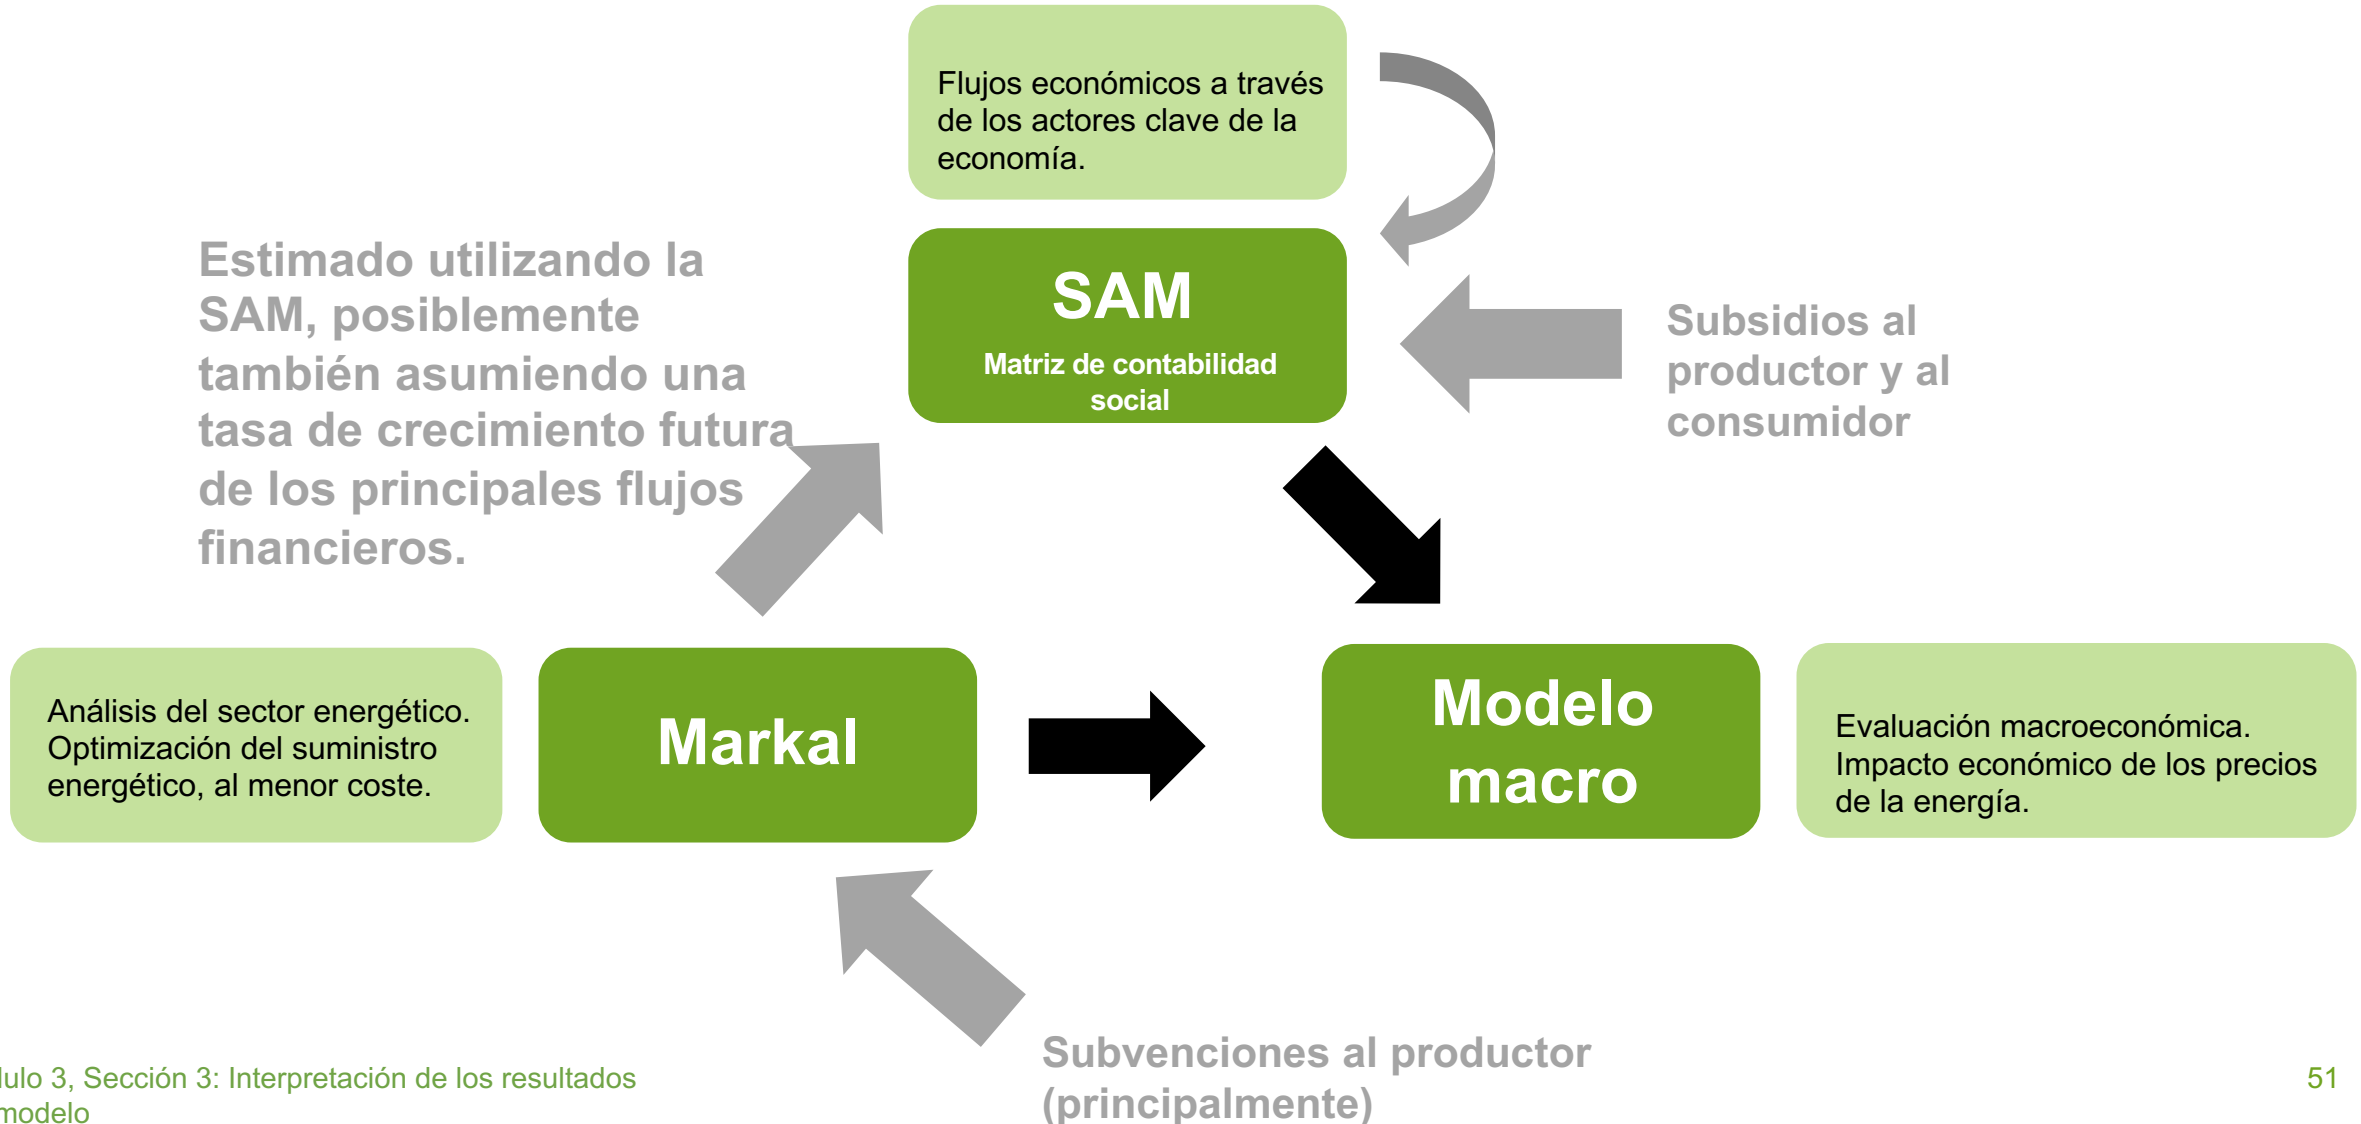 Flujos económicos a través
de los actores clave de la
economía.
Estimado utilizando la
SAM, posiblemente
también asumiendo una
tasa de crecimiento futura
de los principales flujos
financieros.
SAM
Matriz de contabilidad
social
Subsidios al
productor y al
consumidor
Análisis del sector energético.
Optimización del suministro
energético, al menor coste.
Markal
Modelo
macro
Evaluación macroeconómica.
Impacto económico de los precios
de la energía.
Subvenciones al productor
(principalmente)
lulo 3, Sección 3: Interpretación de los resultados
modelo
51